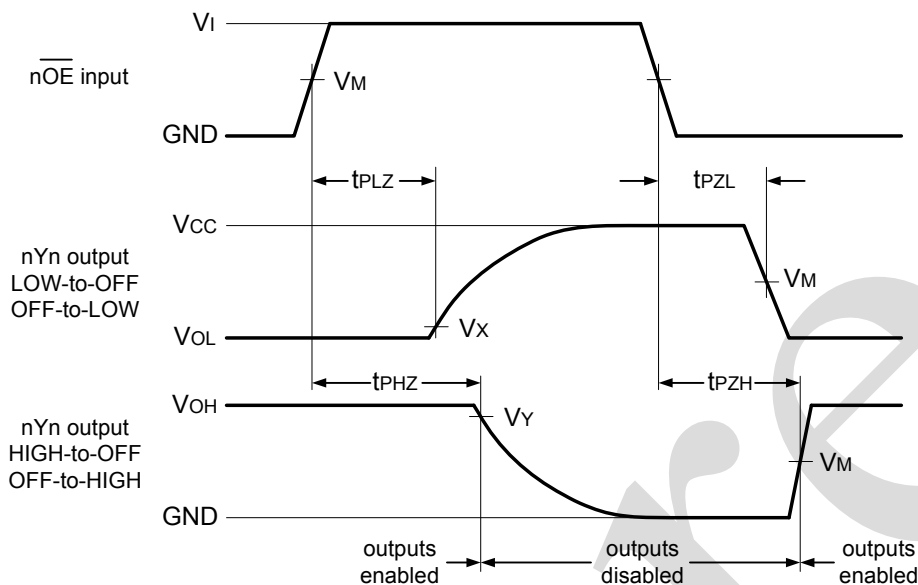 VI
nOE input
VM
GND
tPLZ
tPZL
VCC
nYn output
LOW-to-OFF
OFF-to-LOW
VM
VX
VOL
tPHZ
tPZH
VOH
nYn output
HIGH-to-OFF
OFF-to-HIGH
VY
VM
GND
outputs
enabled
outputs
disabled
outputs
enabled